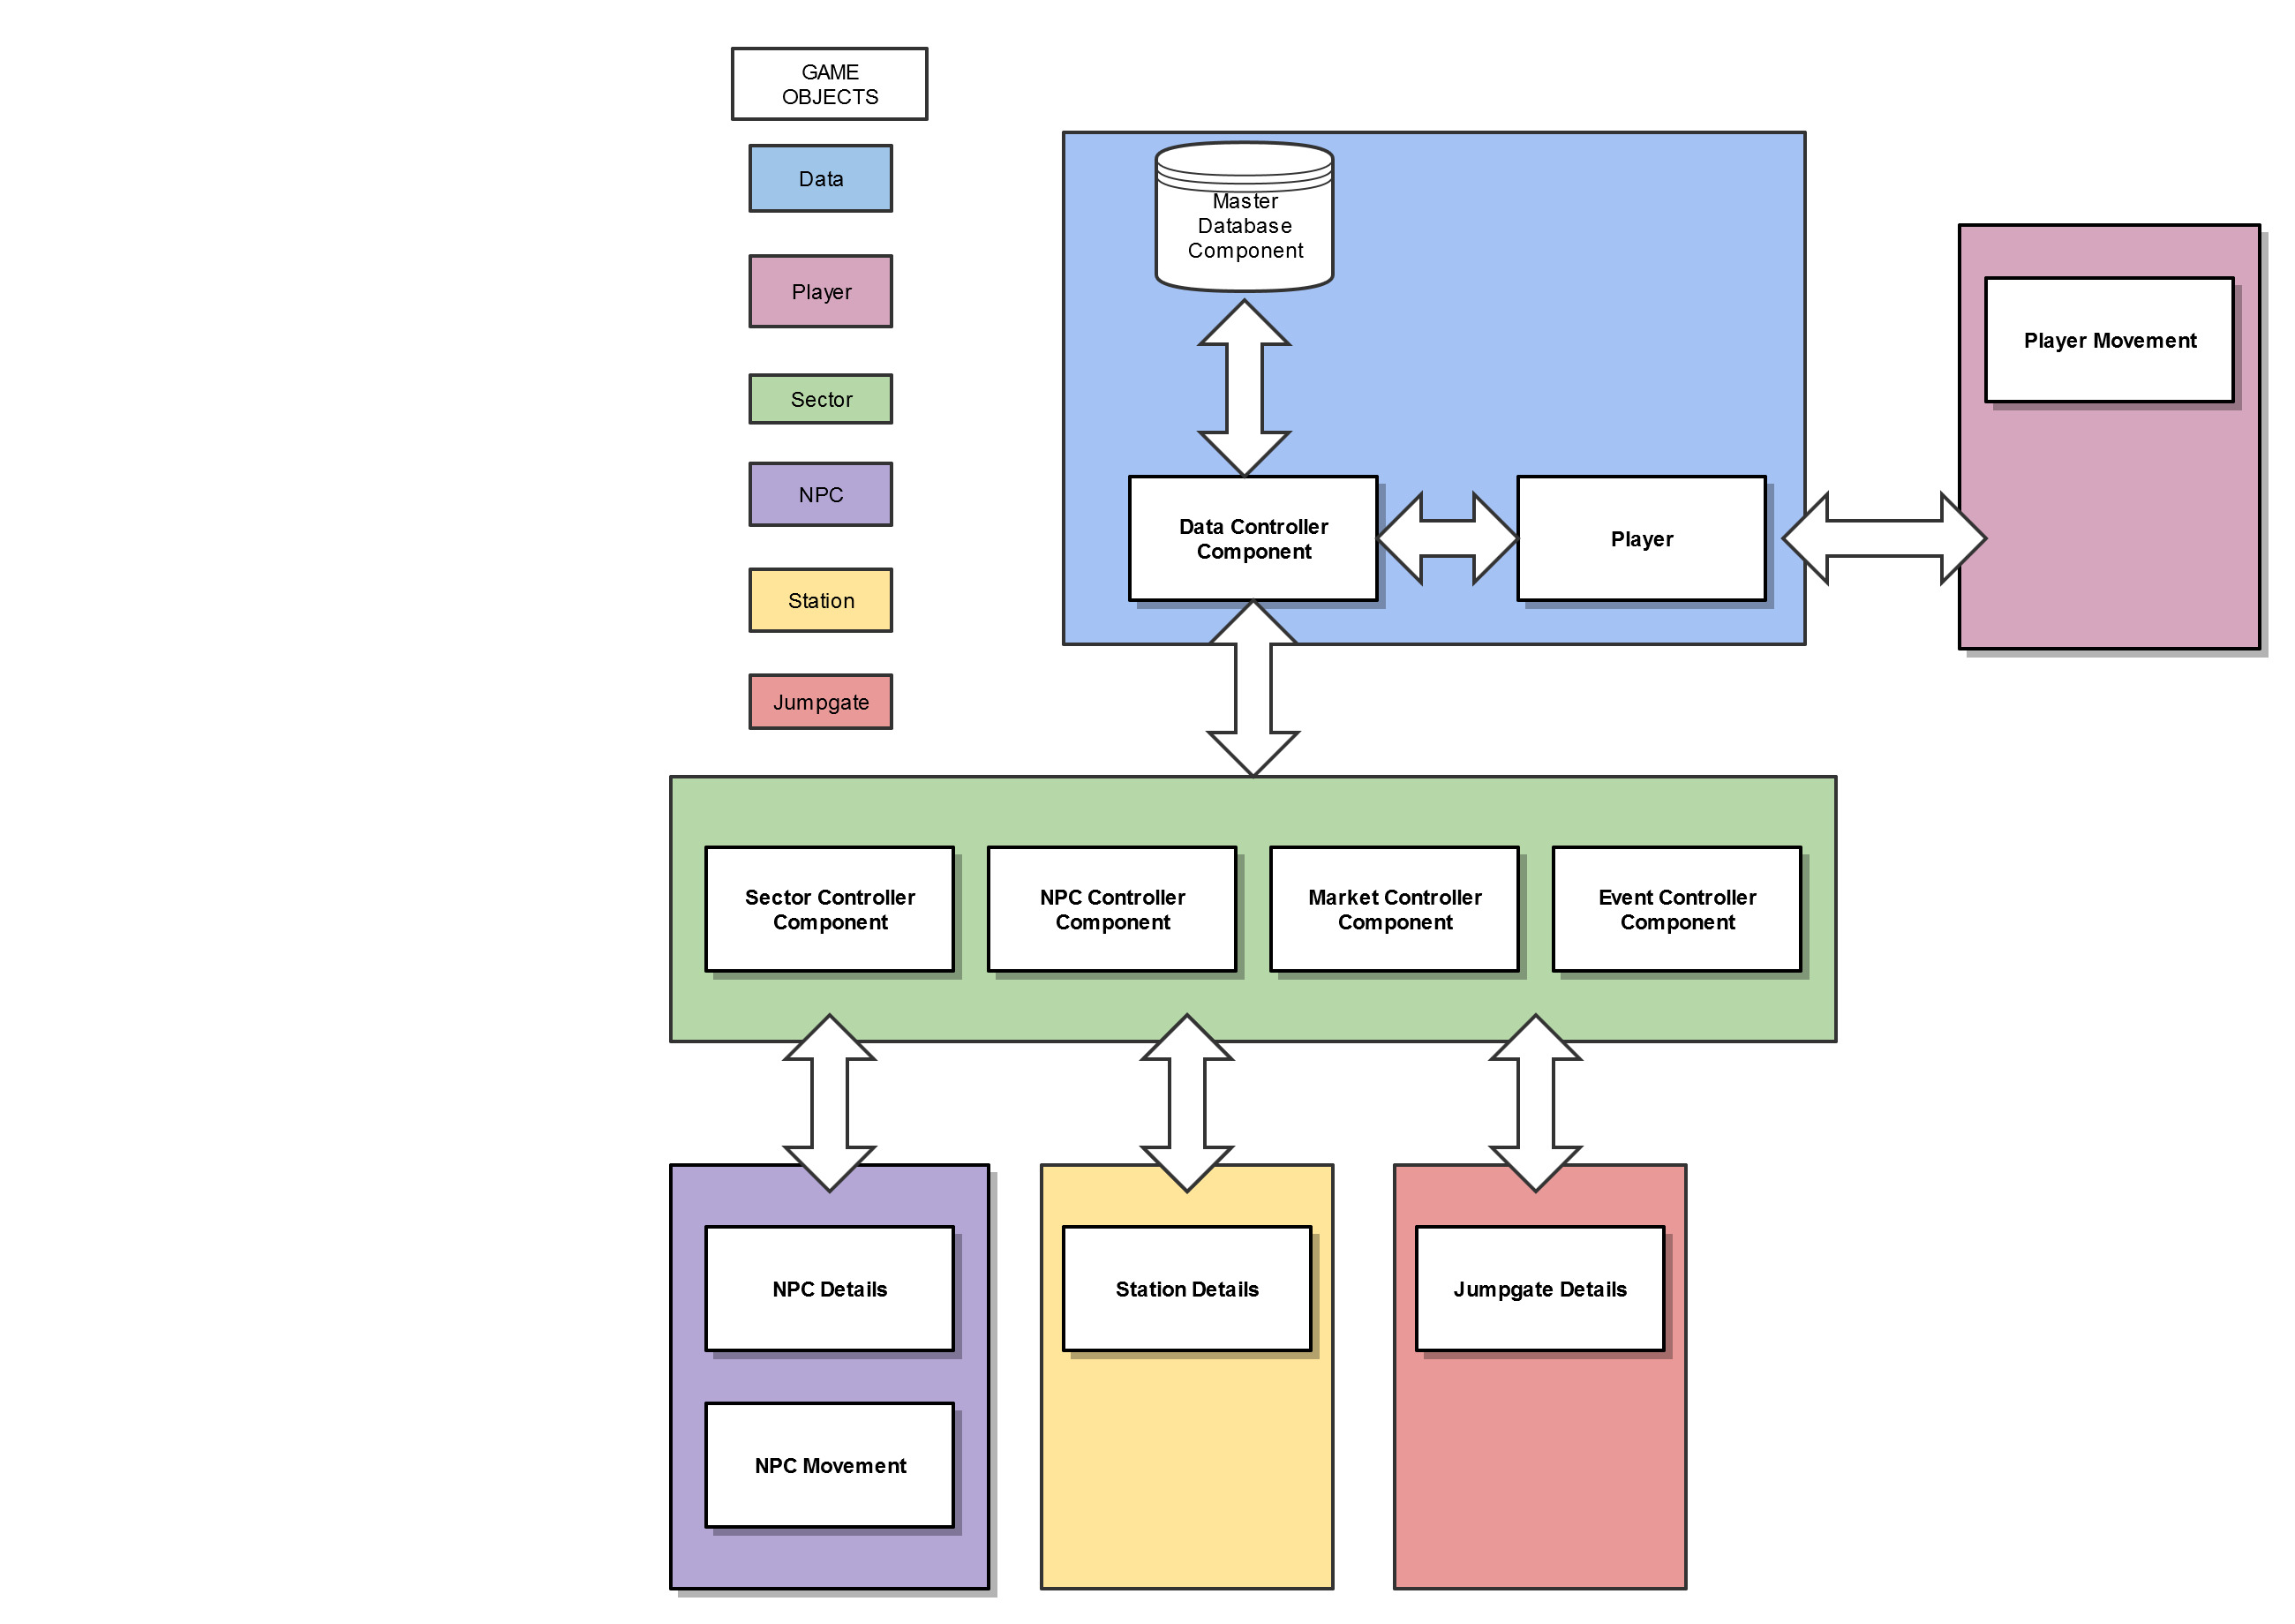 GAME
OBJECTS
Data
Player
Sector
NPC
Station
Jumpgate
Master
Database
Component
Player Movement
Data Controller
Component
Player
Sector Controller
Component
NPC Controller
Component
Market Controller
Component
Event Controller
Component
NPC Details
Station Details
Jumpgate Details
NPC Movement